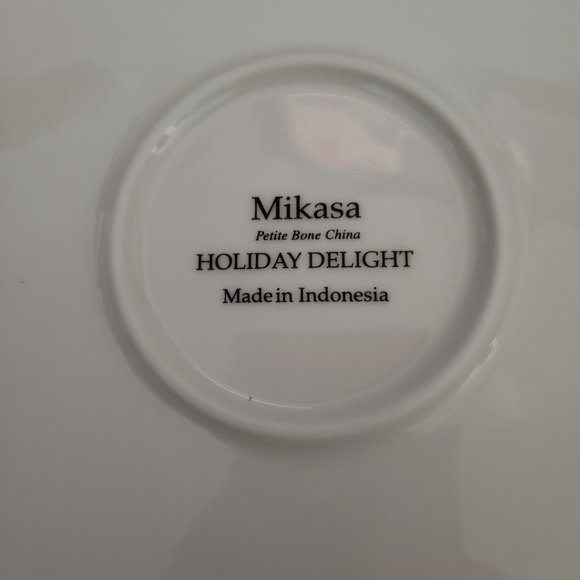 Mikasa
Petite Bone China
HOLIDAY DELIGHT
Made in Indonesia